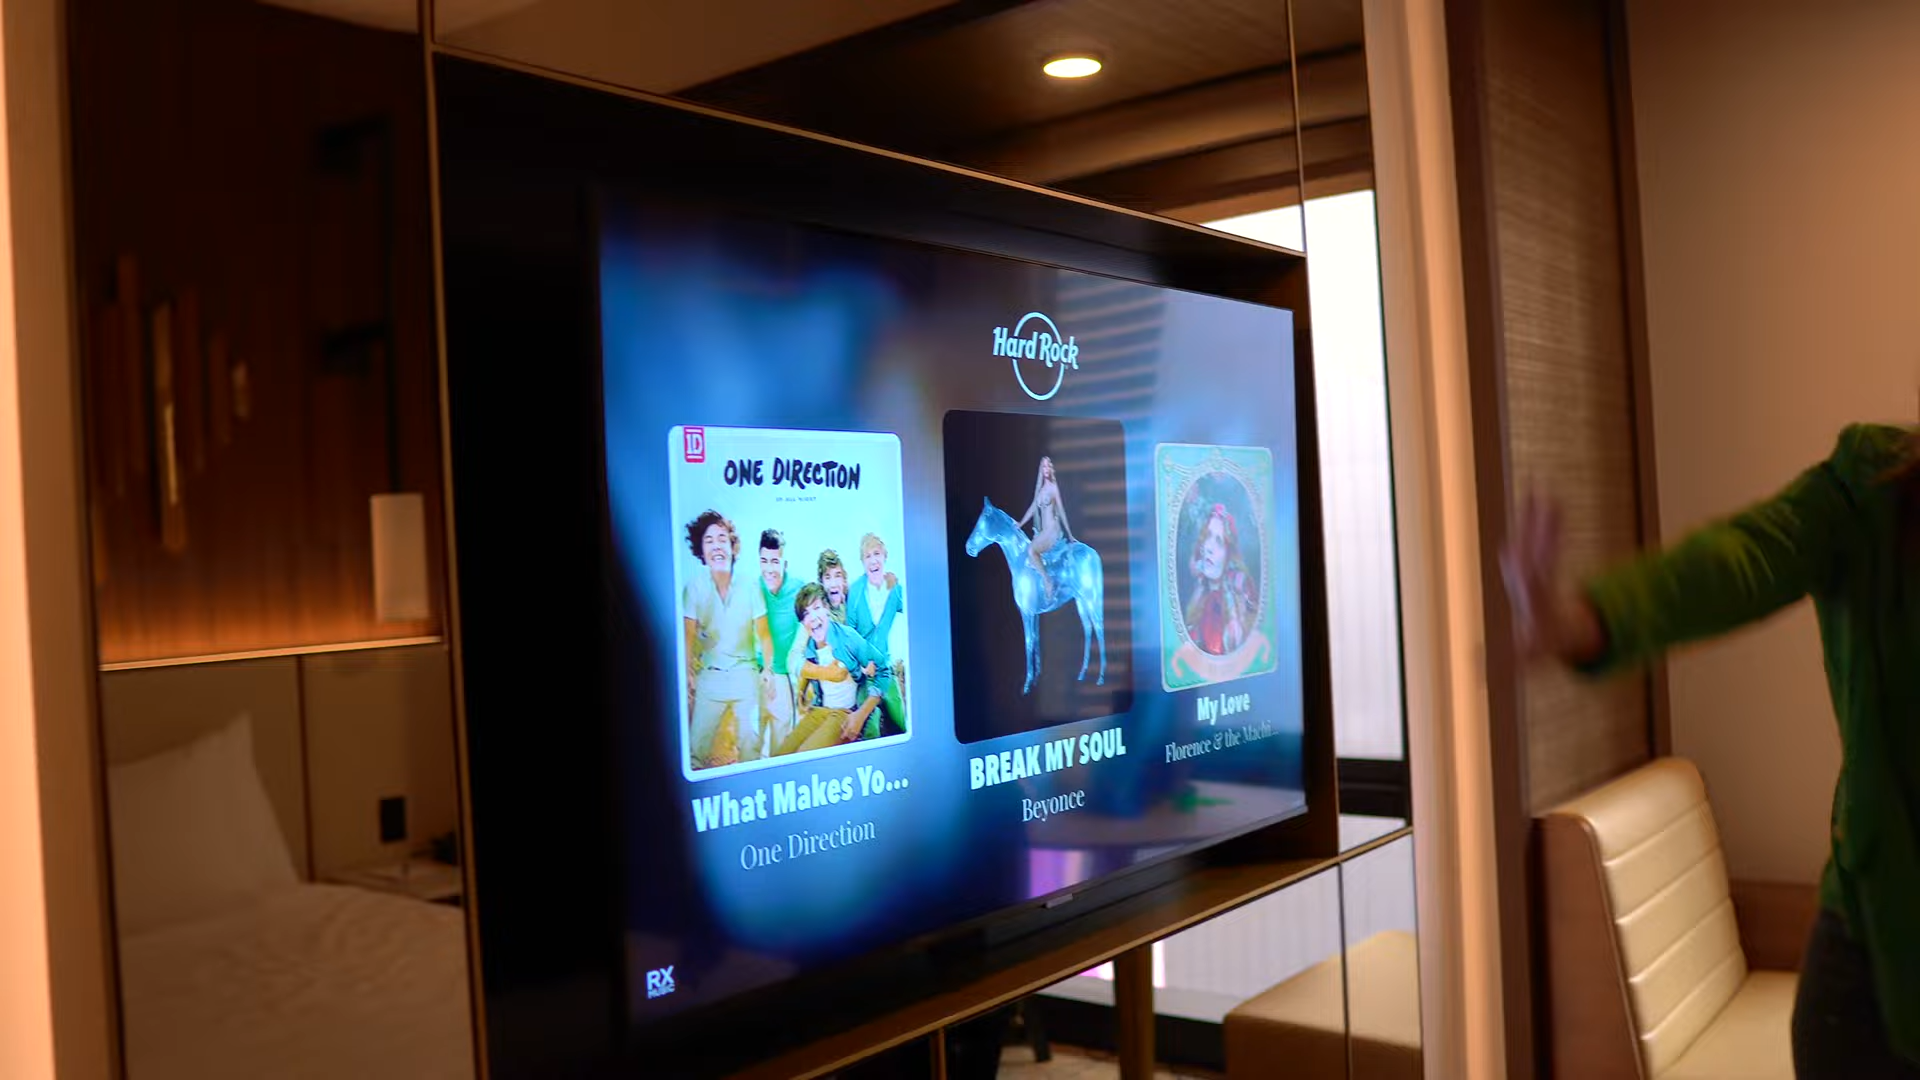 Hard Rock
1D
ONE DIRECTION
What Makes Yo...
One Direction
BREAK MY SOUL
Beyonce
My Love
Florence & the Machi...
RX
MUSIC